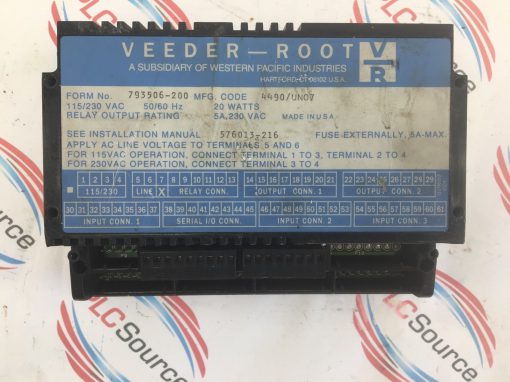 VEEDER—ROOT
V
R
A SUBSIDIARY OF WESTERN PACIFIC INDUSTRIES
HARTFORD, CT 06102 U.S.A.
FORM No. 793506-200 MFG. CODE 4490/UNO7
115/230 VAC 50/60 Hz 20 WATTS
RELAY OUTPUT RATING 5A, 230 VAC MADE IN U.S.A.
SEE INSTALLATION MANUAL 576013-216 FUSE EXTERNALLY, 5A-MAX.
APPLY AC LINE VOLTAGE TO TERMINALS 5 AND 6
FOR 115VAC OPERATION, CONNECT TERMINAL 1 TO 3, TERMINAL 2 TO 4
FOR 230VAC OPERATION, CONNECT TERMINAL 3 TO 4
1 2 3 4 5 6 7 8 9 10 11 12 13 14 15 16 17 18 19 20 21 22 23 24 25 26 27 28 29
115/230 LINE X RELAY CONN. OUTPUT CONN. 1 OUTPUT CONN. 2
30 31 32 33 34 35 36 37 38 39 40 41 42 43 44 45 46 47 48 49 50 51 52 53 54 55 56 57 58 59 60 61
INPUT CONN. 1 SERIAL I/O CONN. INPUT CONN. 2 INPUT CONN. 3
PLC Source